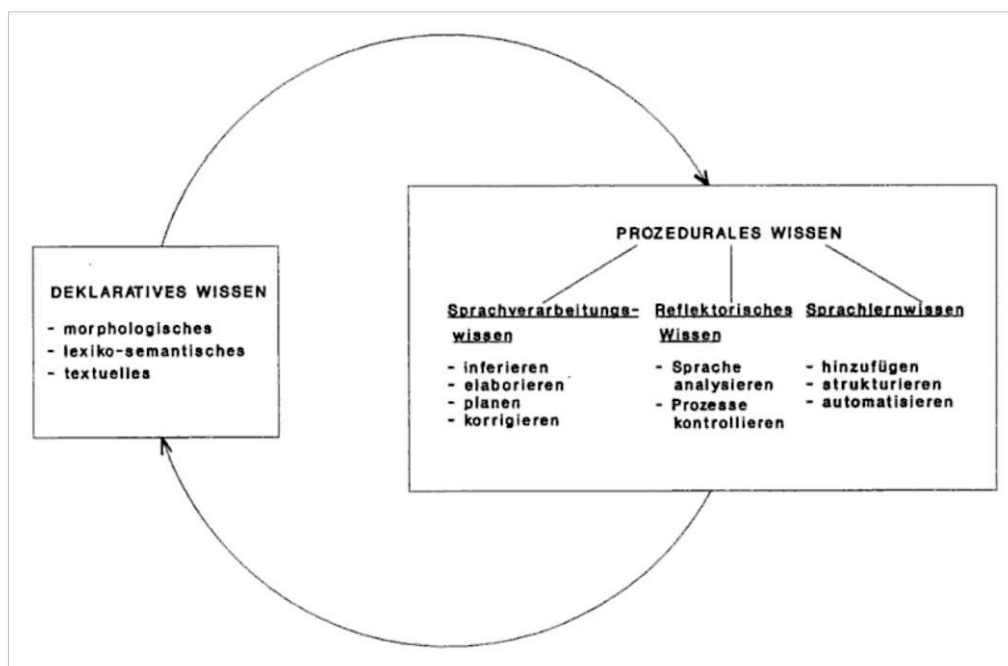 DEKLARATIVES WISSEN
- morphologisches
- lexiko-semantisches
- textuelles
PROZEDURALES WISSEN
Sprachverarbeitungs-
wissen
- inferieren
- elaborieren
- planen
- korrigieren
Reflektorisches
Wissen
- Sprache
analysieren
- Prozesse
kontrollieren
Sprachlernwissen
- hinzufügen
- strukturieren
- automatisieren